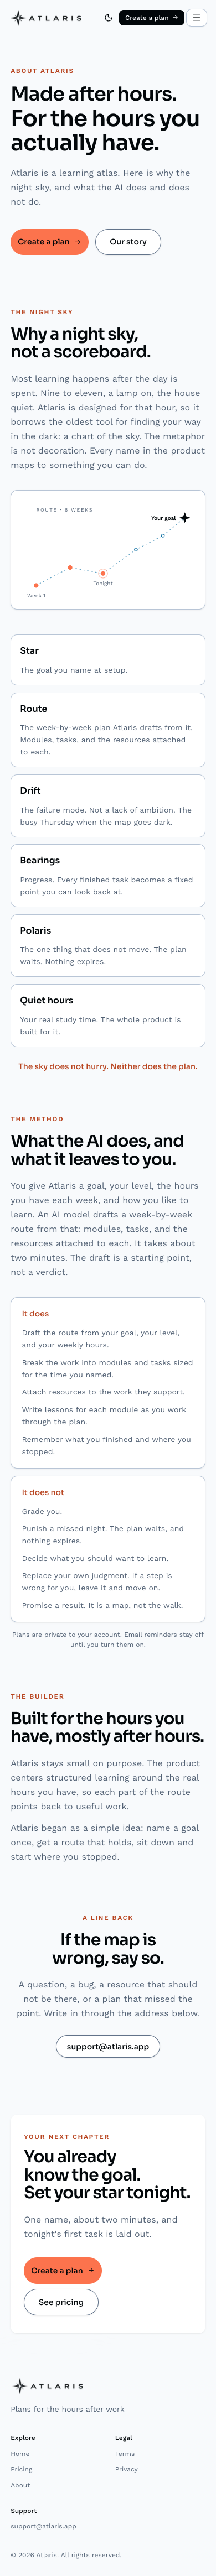 ATLARIS
Create a plan →
ABOUT ATLARIS
Made after hours.
For the hours you
actually have.
Atlaris is a learning atlas. Here is why the
night sky, and what the AI does and does
not do.
Create a plan →
Our story
THE NIGHT SKY
Why a night sky,
not a scoreboard.
Most learning happens after the day is
spent. Nine to eleven, a lamp on, the house
quiet. Atlaris is designed for that hour, so it
borrows the oldest tool for finding your way
in the dark: a chart of the sky. The metaphor
is not decoration. Every name in the product
maps to something you can do.
ROUTE · 6 WEEKS
Your goal
Tonight
Week 1
Star
The goal you name at setup.
Route
The week-by-week plan Atlaris drafts from it.
Modules, tasks, and the resources attached
to each.
Drift
The failure mode. Not a lack of ambition. The
busy Thursday when the map goes dark.
Bearings
Progress. Every finished task becomes a fixed
point you can look back at.
Polaris
The one thing that does not move. The plan
waits. Nothing expires.
Quiet hours
Your real study time. The whole product is
built for it.
The sky does not hurry. Neither does the plan.
THE METHOD
What the AI does, and
what it leaves to you.
You give Atlaris a goal, your level, the hours
you have each week, and how you like to
learn. An AI model drafts a week-by-week
route from that: modules, tasks, and the
resources attached to each. It takes about
two minutes. The draft is a starting point,
not a verdict.
It does
Draft the route from your goal, your level,
and your weekly hours.
Break the work into modules and tasks sized
for the time you named.
Attach resources to the work they support.
Write lessons for each module as you work
through the plan.
Remember what you finished and where you
stopped.
It does not
Grade you.
Punish a missed night. The plan waits, and
nothing expires.
Decide what you should want to learn.
Replace your own judgment. If a step is
wrong for you, leave it and move on.
Promise a result. It is a map, not the walk.
Plans are private to your account. Email reminders stay off
until you turn them on.
THE BUILDER
Built for the hours you
have, mostly after hours.
Atlaris stays small on purpose. The product
centers structured learning around the real
hours you have, so each part of the route
points back to useful work.
Atlaris began as a simple idea: name a goal
once, get a route that holds, sit down and
start where you stopped.
A LINE BACK
If the map is
wrong, say so.
A question, a bug, a resource that should
not be there, or a plan that missed the
point. Write in through the address below.
support@atlaris.app
YOUR NEXT CHAPTER
You already
know the goal.
Set your star tonight.
One name, about two minutes, and
tonight's first task is laid out.
Create a plan →
See pricing
ATLARIS
Plans for the hours after work
Explore
Legal
Home
Terms
Pricing
Privacy
About
Support
support@atlaris.app
© 2026 Atlaris. All rights reserved.